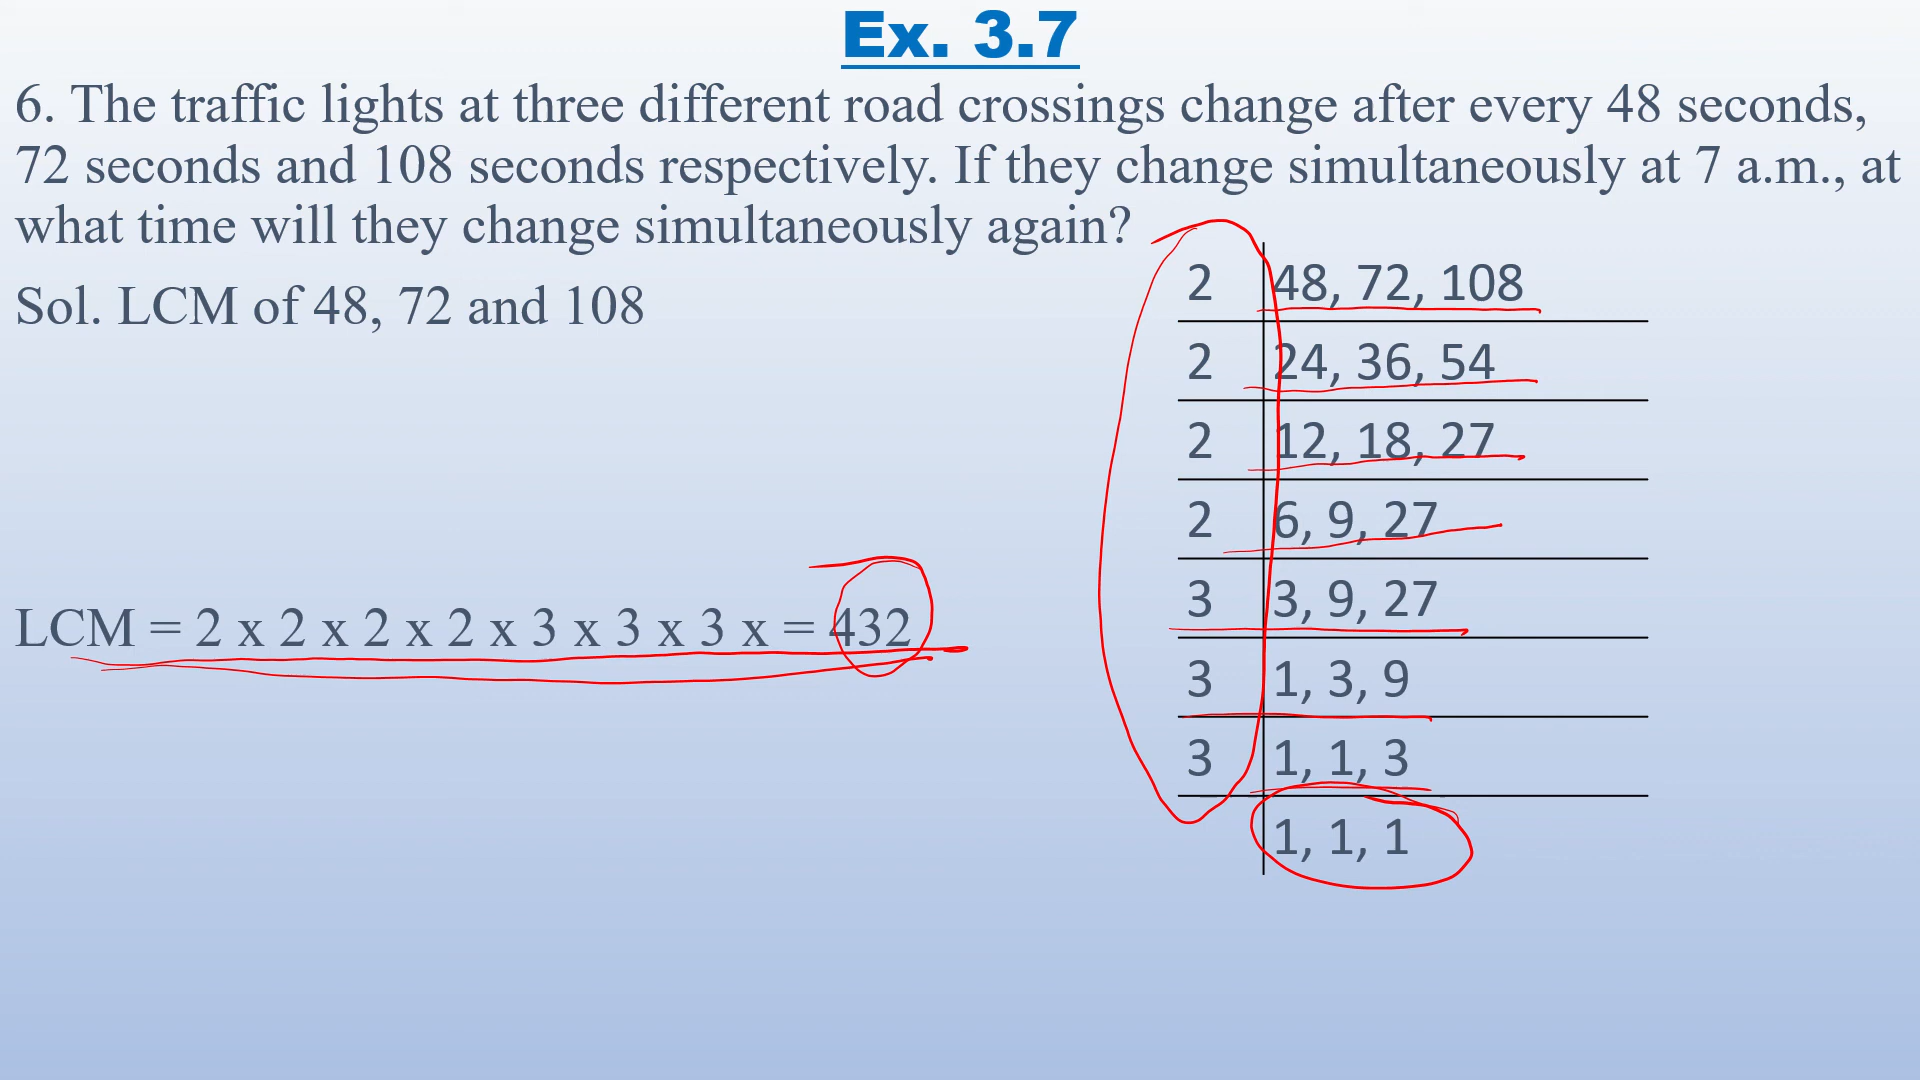 Ex. 3.7
6. The traffic lights at three different road crossings change after every 48 seconds,
72 seconds and 108 seconds respectively. If they change simultaneously at 7 a.m., at
what time will they change simultaneously again?
Sol. LCM of 48, 72 and 108
LCM = 2 x 2 x 2 x 2 x 3 x 3 x 3 x = 432
2 48, 72, 108
2 24, 36, 54
2 12, 18, 27
2 6, 9, 27
3 3, 9, 27
3 1, 3, 9
3 1, 1, 3
1, 1, 1